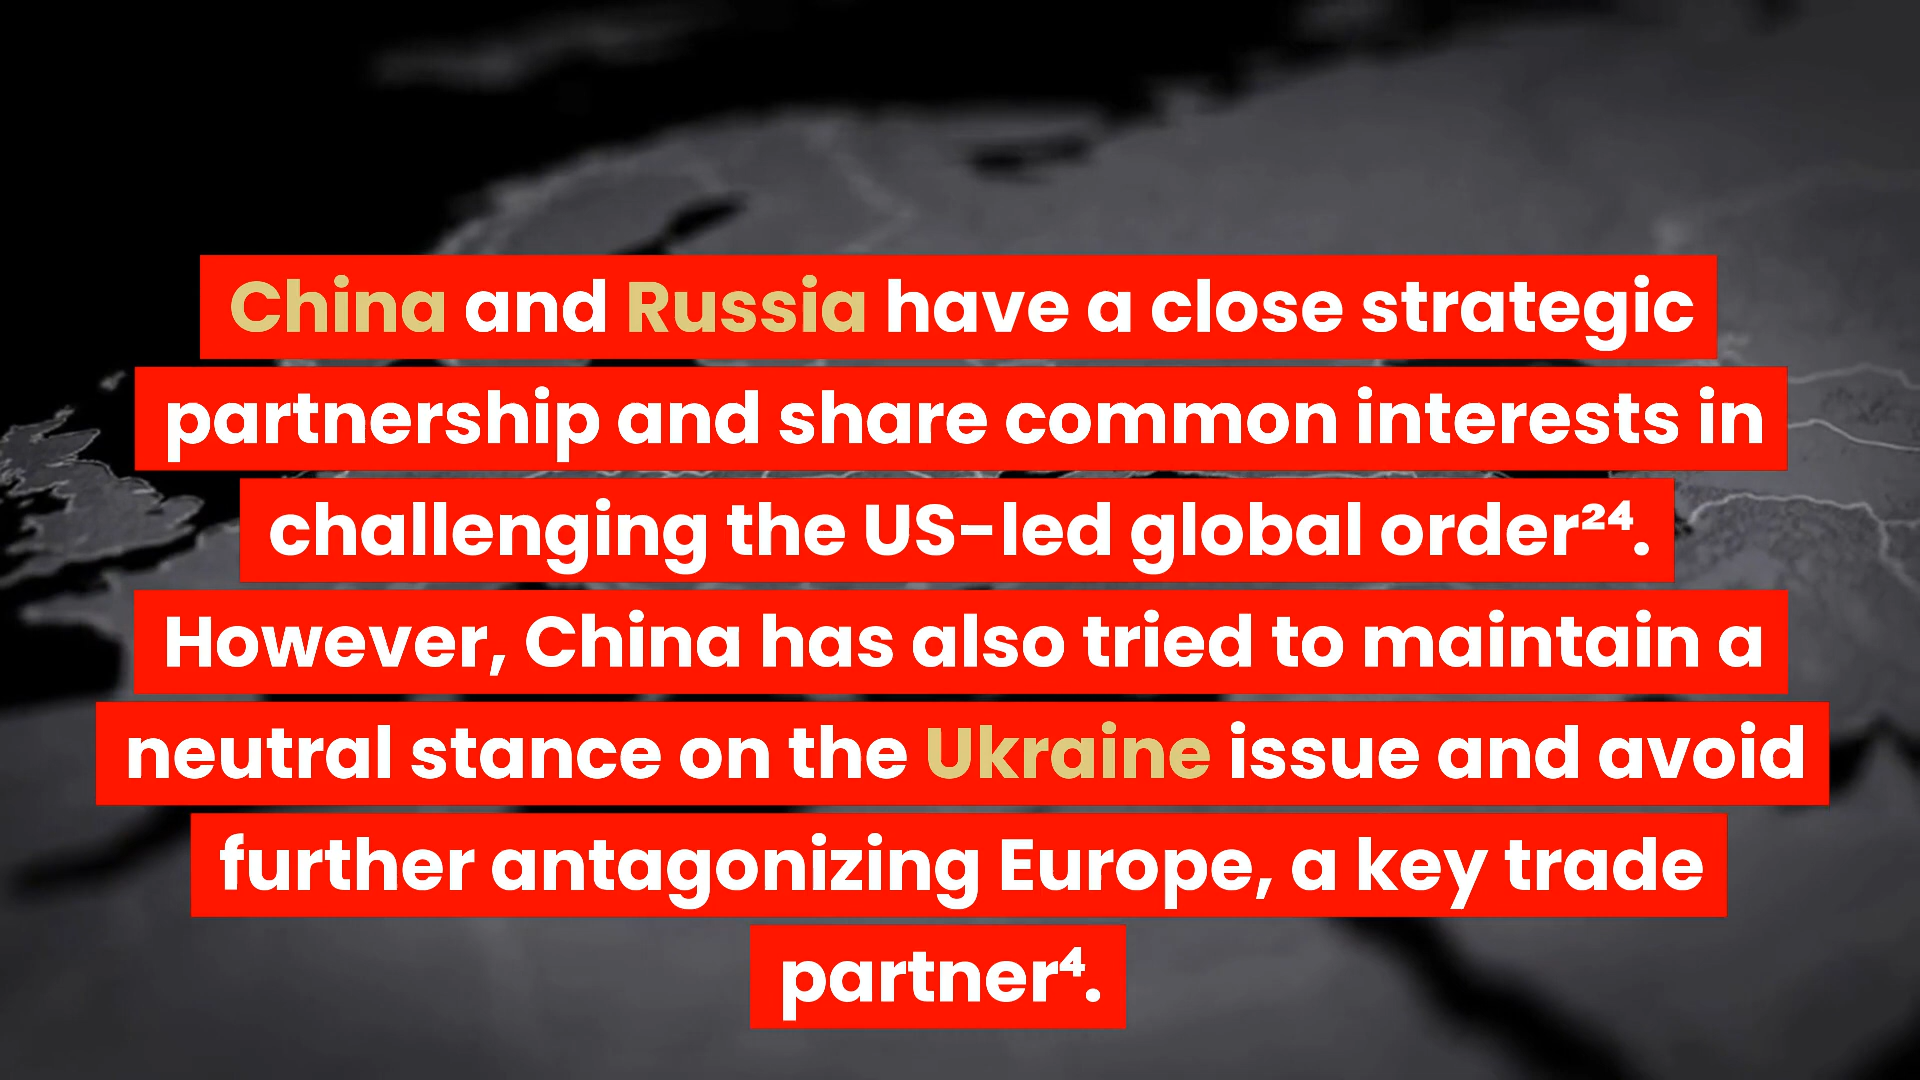 China and Russia have a close strategic
partnership and share common interests in
challenging the US-led global order²⁴.
However, China has also tried to maintain a
neutral stance on the Ukraine issue and avoid
further antagonizing Europe, a key trade
partner⁴.